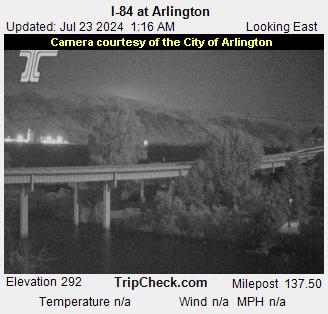 I-84 at Arlington
Updated: Jul 23 2024 1:16 AM Looking East
Camera courtesy of the City of Arlington
Elevation 292 TripCheck.com Milepost 137.50
Temperature n/a Wind n/a MPH n/a